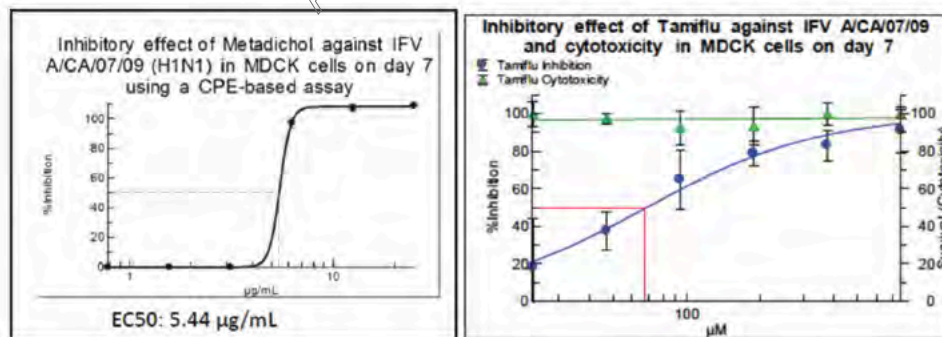 Inhibitory effect of Metadichol against IFV
A/CA/07/09 (H1N1) in MDCK cells on day 7
using a CPE-based assay
%Inhibition
100
80
60
40
20
0
1
10
µg/mL
EC50: 5.44 µg/mL
Inhibitory effect of Tamiflu against IFV A/CA/07/09
and cytotoxicity in MDCK cells on day 7
Tamiflu Inhibition
Tamiflu Cytotoxicity
%Inhibition
100
80
60
40
20
0
100
µM
100
80
60
40
20
0